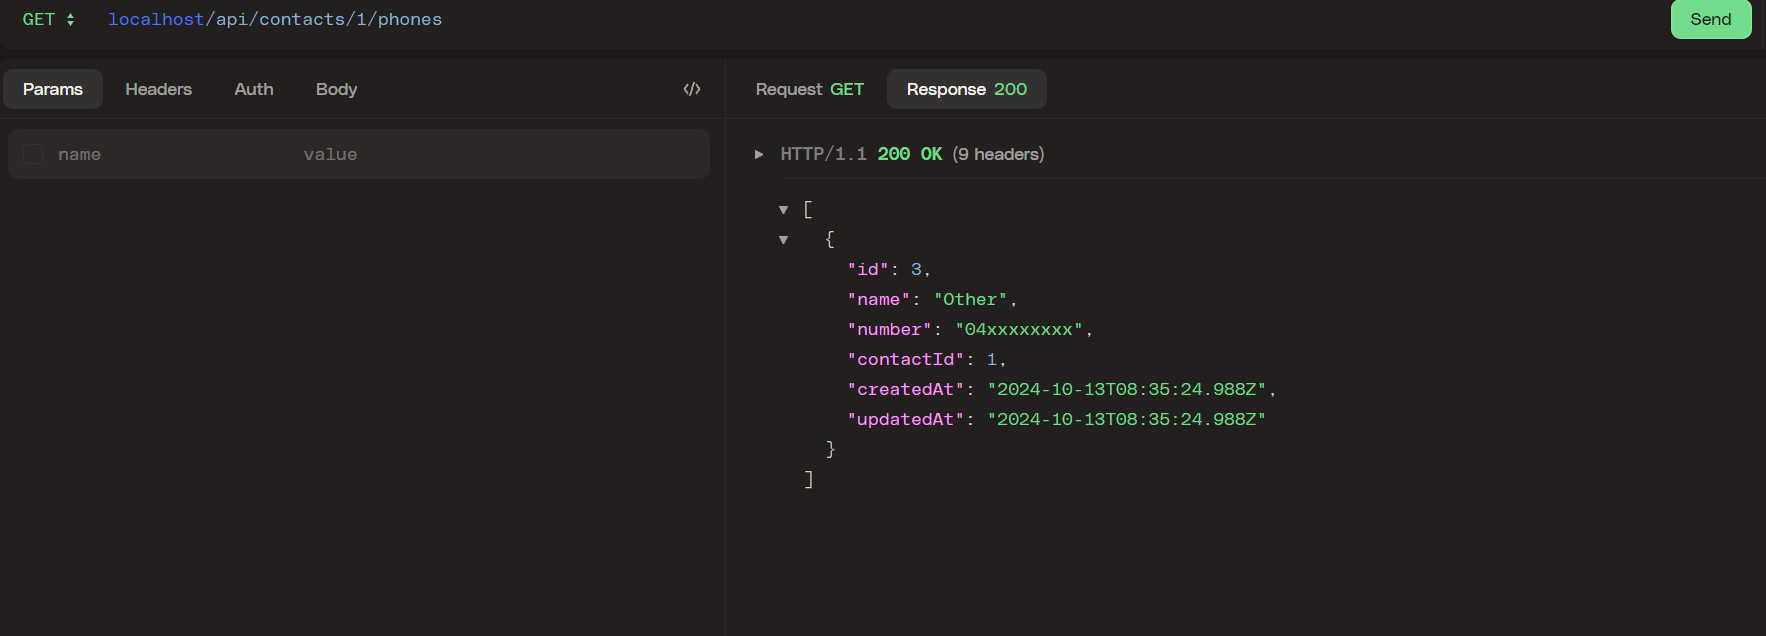 GET localhost/api/contacts/1/phones Send
Params Headers Auth Body </>
name value
Request GET Response 200
HTTP/1.1 200 OK (9 headers)
[
{
"id": 3,
"name": "Other",
"number": "04xxxxxxxx",
"contactId": 1,
"createdAt": "2024-10-13T08:35:24.988Z",
"updatedAt": "2024-10-13T08:35:24.988Z"
}
]